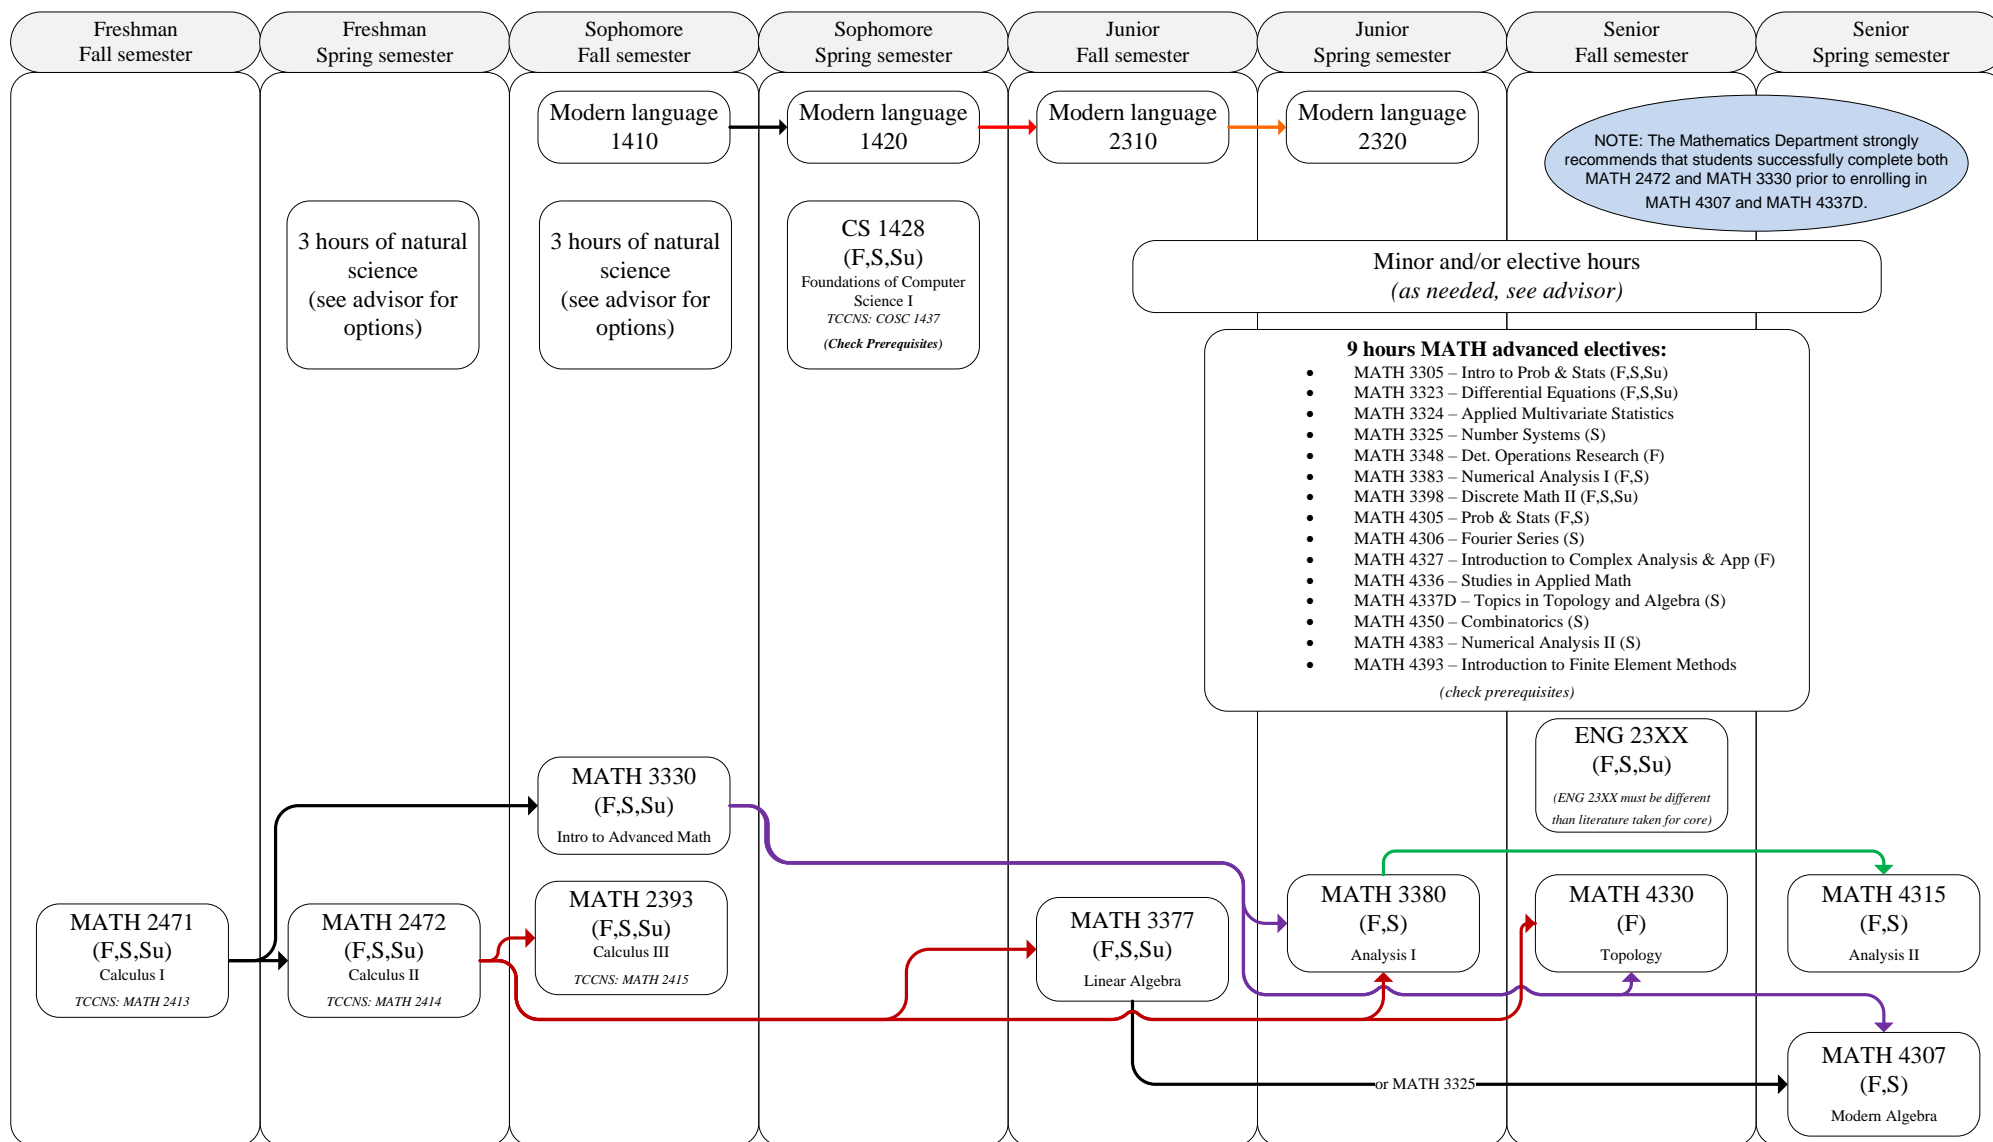 Freshman
Fall semester
Freshman
Spring semester
Sophomore
Fall semester
Sophomore
Spring semester
Junior
Fall semester
Junior
Spring semester
Senior
Fall semester
Senior
Spring semester
Modern language
1410
Modern language
1420
Modern language
2310
Modern language
2320
NOTE: The Mathematics Department strongly
recommends that students successfully complete both
MATH 2472 and MATH 3330 prior to enrolling in
MATH 4307 and MATH 4337D.
3 hours of natural
science
(see advisor for
options)
3 hours of natural
science
(see advisor for
options)
CS 1428
(F,S,Su)
Foundations of Computer
Science I
TCCNS: COSC 1437
(Check Prerequisites)
Minor and/or elective hours
(as needed, see advisor)
9 hours MATH advanced electives:
• MATH 3305 – Intro to Prob & Stats (F,S,Su)
• MATH 3323 – Differential Equations (F,S,Su)
• MATH 3324 – Applied Multivariate Statistics
• MATH 3325 – Number Systems (S)
• MATH 3348 – Det. Operations Research (F)
• MATH 3383 – Numerical Analysis I (F,S)
• MATH 3398 – Discrete Math II (F,S,Su)
• MATH 4305 – Prob & Stats (F,S)
• MATH 4306 – Fourier Series (S)
• MATH 4327 – Introduction to Complex Analysis & App (F)
• MATH 4336 – Studies in Applied Math
• MATH 4337D – Topics in Topology and Algebra (S)
• MATH 4350 – Combinatorics (S)
• MATH 4383 – Numerical Analysis II (S)
• MATH 4393 – Introduction to Finite Element Methods
(check prerequisites)
ENG 23XX
(F,S,Su)
(ENG 23XX must be different
than literature taken for core)
MATH 3330
(F,S,Su)
Intro to Advanced Math
MATH 2471
(F,S,Su)
Calculus I
TCCNS: MATH 2413
MATH 2472
(F,S,Su)
Calculus II
TCCNS: MATH 2414
MATH 2393
(F,S,Su)
Calculus III
TCCNS: MATH 2415
MATH 3377
(F,S,Su)
Linear Algebra
MATH 3380
(F,S)
Analysis I
MATH 4330
(F)
Topology
MATH 4315
(F,S)
Analysis II
or MATH 3325
MATH 4307
(F,S)
Modern Algebra